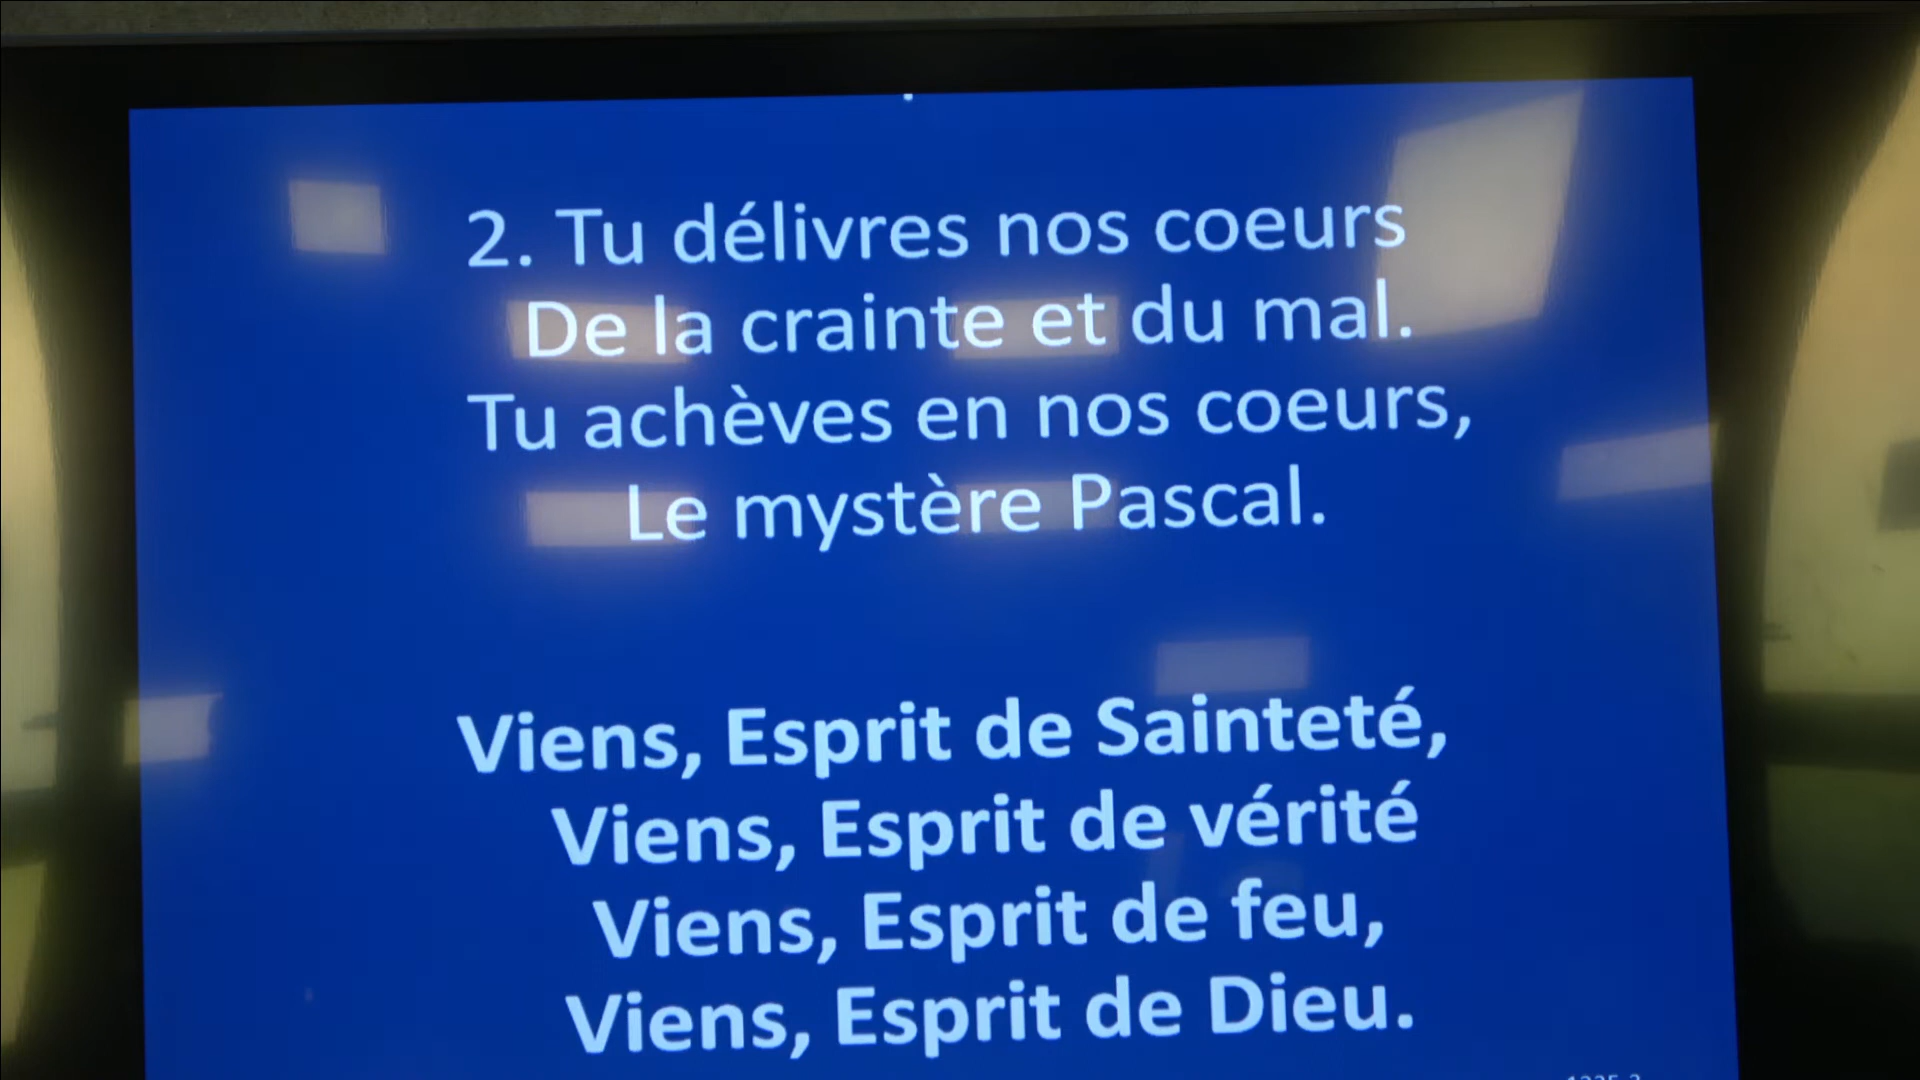 2. Tu délivres nos coeurs
De la crainte et du mal.
Tu achèves en nos coeurs,
Le mystère Pascal.
Viens, Esprit de Sainteté,
Viens, Esprit de vérité
Viens, Esprit de feu,
Viens, Esprit de Dieu.